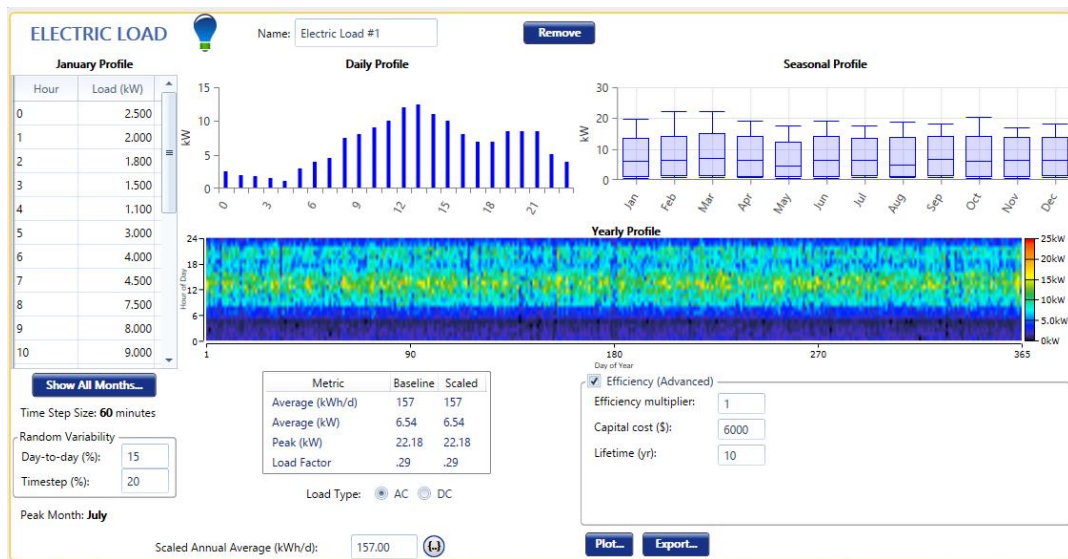 ELECTRIC LOAD
Name: Electric Load #1
Remove
January Profile
Hour Load (kW)
0 2.500
1 2.000
2 1.800
3 1.500
4 1.100
5 3.000
6 4.000
7 4.500
8 7.500
9 8.000
10 9.000
Show All Months...
Time Step Size: 60 minutes
Random Variability
Day-to-day (%): 15
Timestep (%): 20
Peak Month: July
Daily Profile
kW
15
10
5
0
0 3 6 9 12 15 18 21
Seasonal Profile
kW
30
20
10
0
Jan Feb Mar Apr May Jun Jul Aug Sep Oct Nov Dec
Yearly Profile
Hour of Day
24
18
12
6
0
1 90 180 270 365
Day of Year
25kW
20kW
15kW
10kW
5.0kW
0kW
Metric Baseline Scaled
Average (kWh/d) 157 157
Average (kW) 6.54 6.54
Peak (kW) 22.18 22.18
Load Factor .29 .29
Load Type: AC DC
Scaled Annual Average (kWh/d): 157.00 {..}
Efficiency (Advanced)
Efficiency multiplier: 1
Capital cost ($): 6000
Lifetime (yr): 10
Plot... Export...